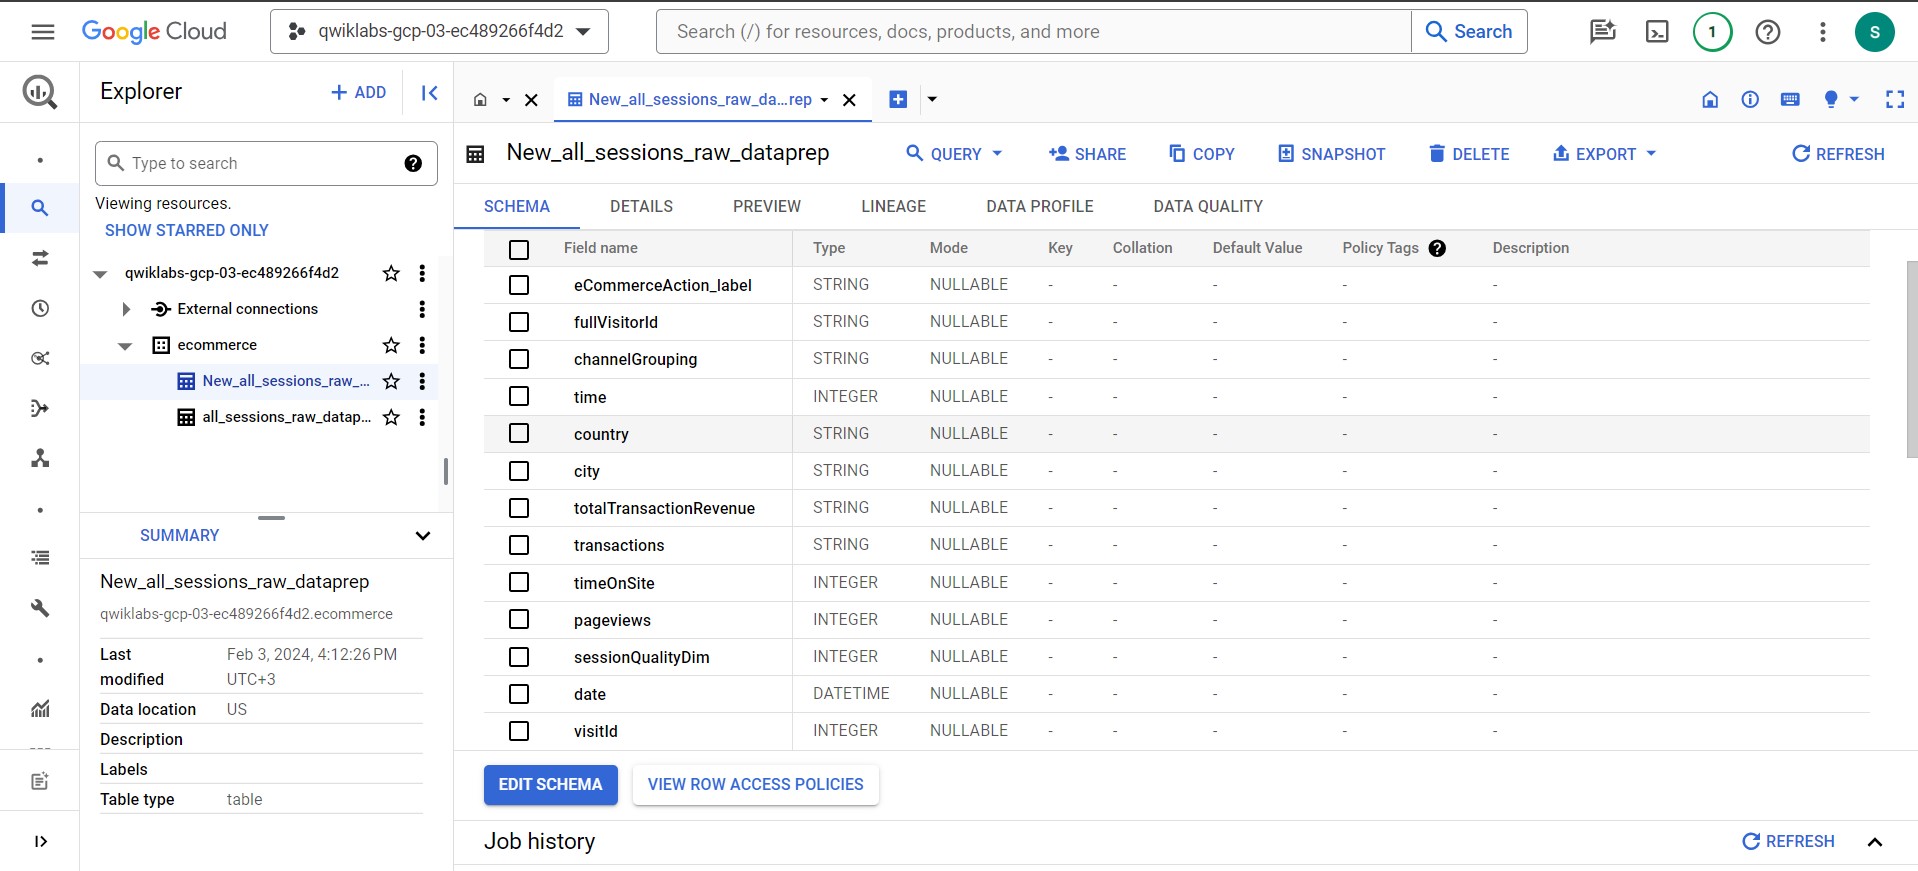 Google Cloud
qwiklabs-gcp-03-ec489266f4d2
Search (/) for resources, docs, products, and more
Search
1
S
Explorer
ADD
New_all_sessions_raw_da...rep
Type to search
Viewing resources.
SHOW STARRED ONLY
qwiklabs-gcp-03-ec489266f4d2
External connections
ecommerce
New_all_sessions_raw_...
all_sessions_raw_datap...
SUMMARY
New_all_sessions_raw_dataprep
qwiklabs-gcp-03-ec489266f4d2.ecommerce
Last modified Feb 3, 2024, 4:12:26 PM UTC+3
Data location US
Description
Labels
Table type table
New_all_sessions_raw_dataprep
QUERY SHARE COPY SNAPSHOT DELETE EXPORT REFRESH
SCHEMA DETAILS PREVIEW LINEAGE DATA PROFILE DATA QUALITY
Field name Type Mode Key Collation Default Value Policy Tags ? Description
eCommerceAction_label STRING NULLABLE - - - - -
fullVisitorId STRING NULLABLE - - - - -
channelGrouping STRING NULLABLE - - - - -
time INTEGER NULLABLE - - - - -
country STRING NULLABLE - - - - -
city STRING NULLABLE - - - - -
totalTransactionRevenue STRING NULLABLE - - - - -
transactions STRING NULLABLE - - - - -
timeOnSite INTEGER NULLABLE - - - - -
pageviews INTEGER NULLABLE - - - - -
sessionQualityDim INTEGER NULLABLE - - - - -
date DATETIME NULLABLE - - - - -
visitId INTEGER NULLABLE - - - - -
EDIT SCHEMA VIEW ROW ACCESS POLICIES
Job history REFRESH